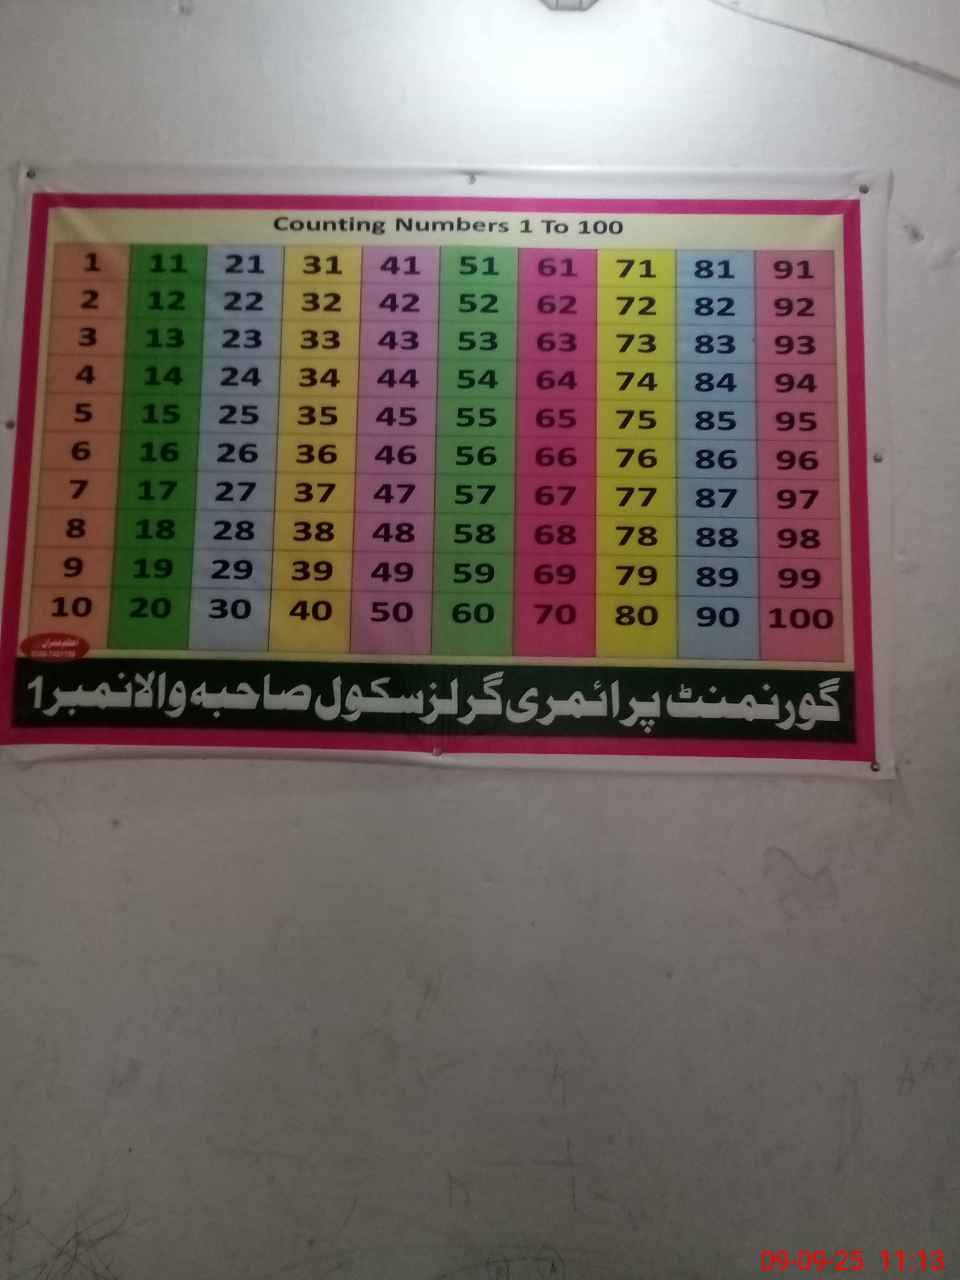 Counting Numbers 1 To 100
1 11 21 31 41 51 61 71 81 91
2 12 22 32 42 52 62 72 82 92
3 13 23 33 43 53 63 73 83 93
4 14 24 34 44 54 64 74 84 94
5 15 25 35 45 55 65 75 85 95
6 16 26 36 46 56 66 76 86 96
7 17 27 37 47 57 67 77 87 97
8 18 28 38 48 58 68 78 88 98
9 19 29 39 49 59 69 79 89 99
10 20 30 40 50 60 70 80 90 100
گورنمنٹ پرائمری گرلز سکول صاحبہ والا نمبر 1
09-09-25 11:13